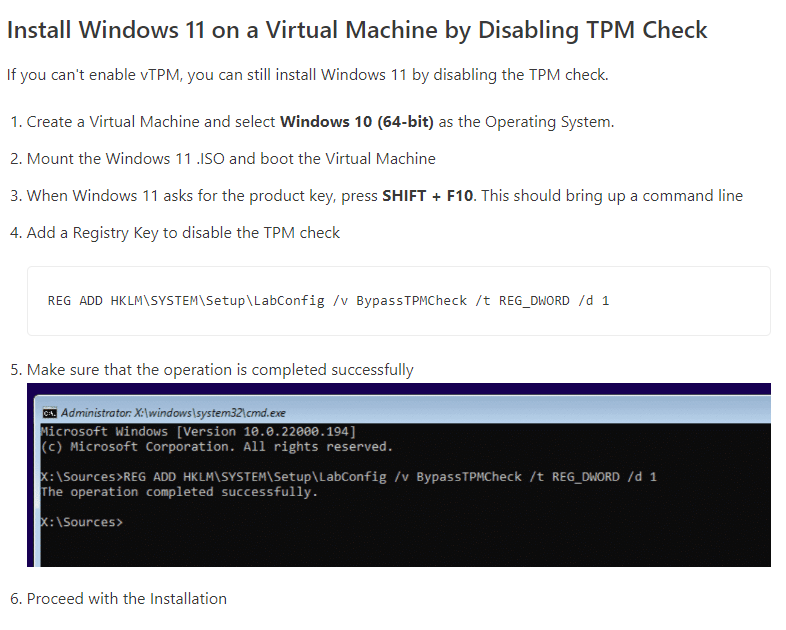 Install Windows 11 on a Virtual Machine by Disabling TPM Check
If you can't enable vTPM, you can still install Windows 11 by disabling the TPM check.
1. Create a Virtual Machine and select Windows 10 (64-bit) as the Operating System.
2. Mount the Windows 11 .ISO and boot the Virtual Machine
3. When Windows 11 asks for the product key, press SHIFT + F10. This should bring up a command line
4. Add a Registry Key to disable the TPM check
REG ADD HKLM\SYSTEM\Setup\LabConfig /v BypassTPMCheck /t REG_DWORD /d 1
5. Make sure that the operation is completed successfully
Administrator: X:\windows\system32\cmd.exe
Microsoft Windows [Version 10.0.22000.194]
(c) Microsoft Corporation. All rights reserved.
X:\Sources>REG ADD HKLM\SYSTEM\Setup\LabConfig /v BypassTPMCheck /t REG_DWORD /d 1
The operation completed successfully.
X:\Sources>
6. Proceed with the Installation